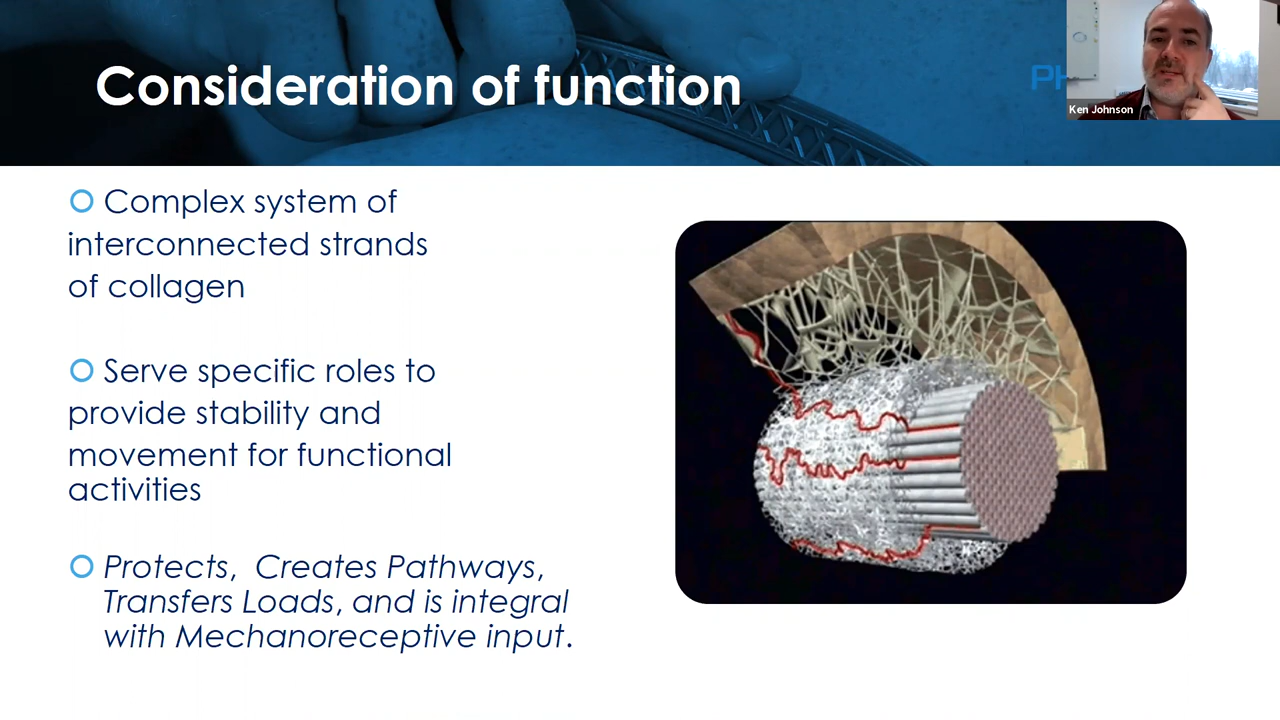 Consideration of function
PH
Ken Johnson
Complex system of
interconnected strands
of collagen
Serve specific roles to
provide stability and
movement for functional
activities
Protects, Creates Pathways,
Transfers Loads, and is integral
with Mechanoreceptive input.